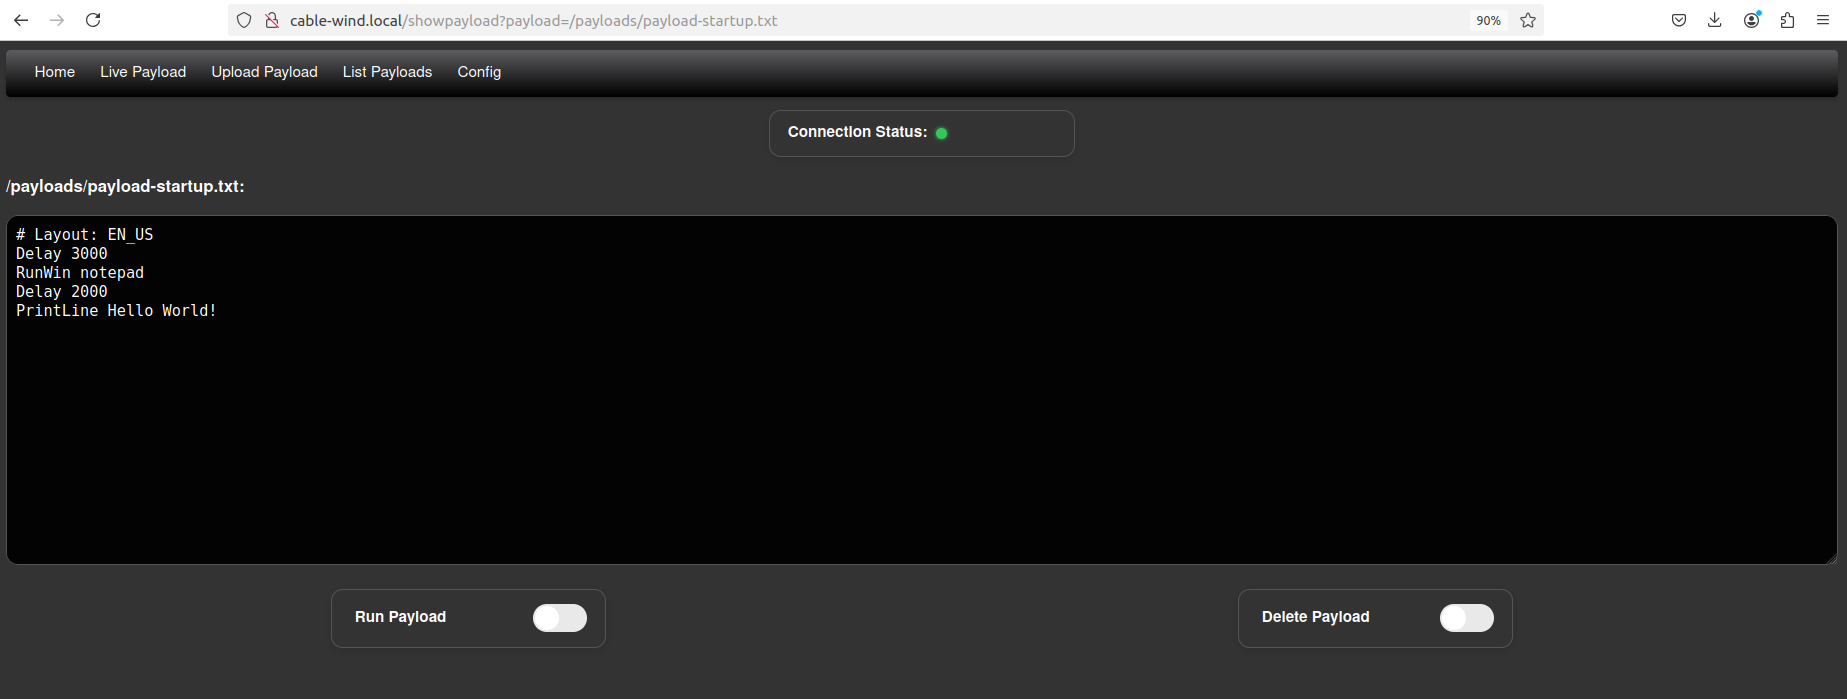 cable-wind.local/showpayload?payload=/payloads/payload-startup.txt 90%
Home Live Payload Upload Payload List Payloads Config
Connection Status:
/payloads/payload-startup.txt:
# Layout: EN_US
Delay 3000
RunWin notepad
Delay 2000
PrintLine Hello World!
Run Payload Delete Payload